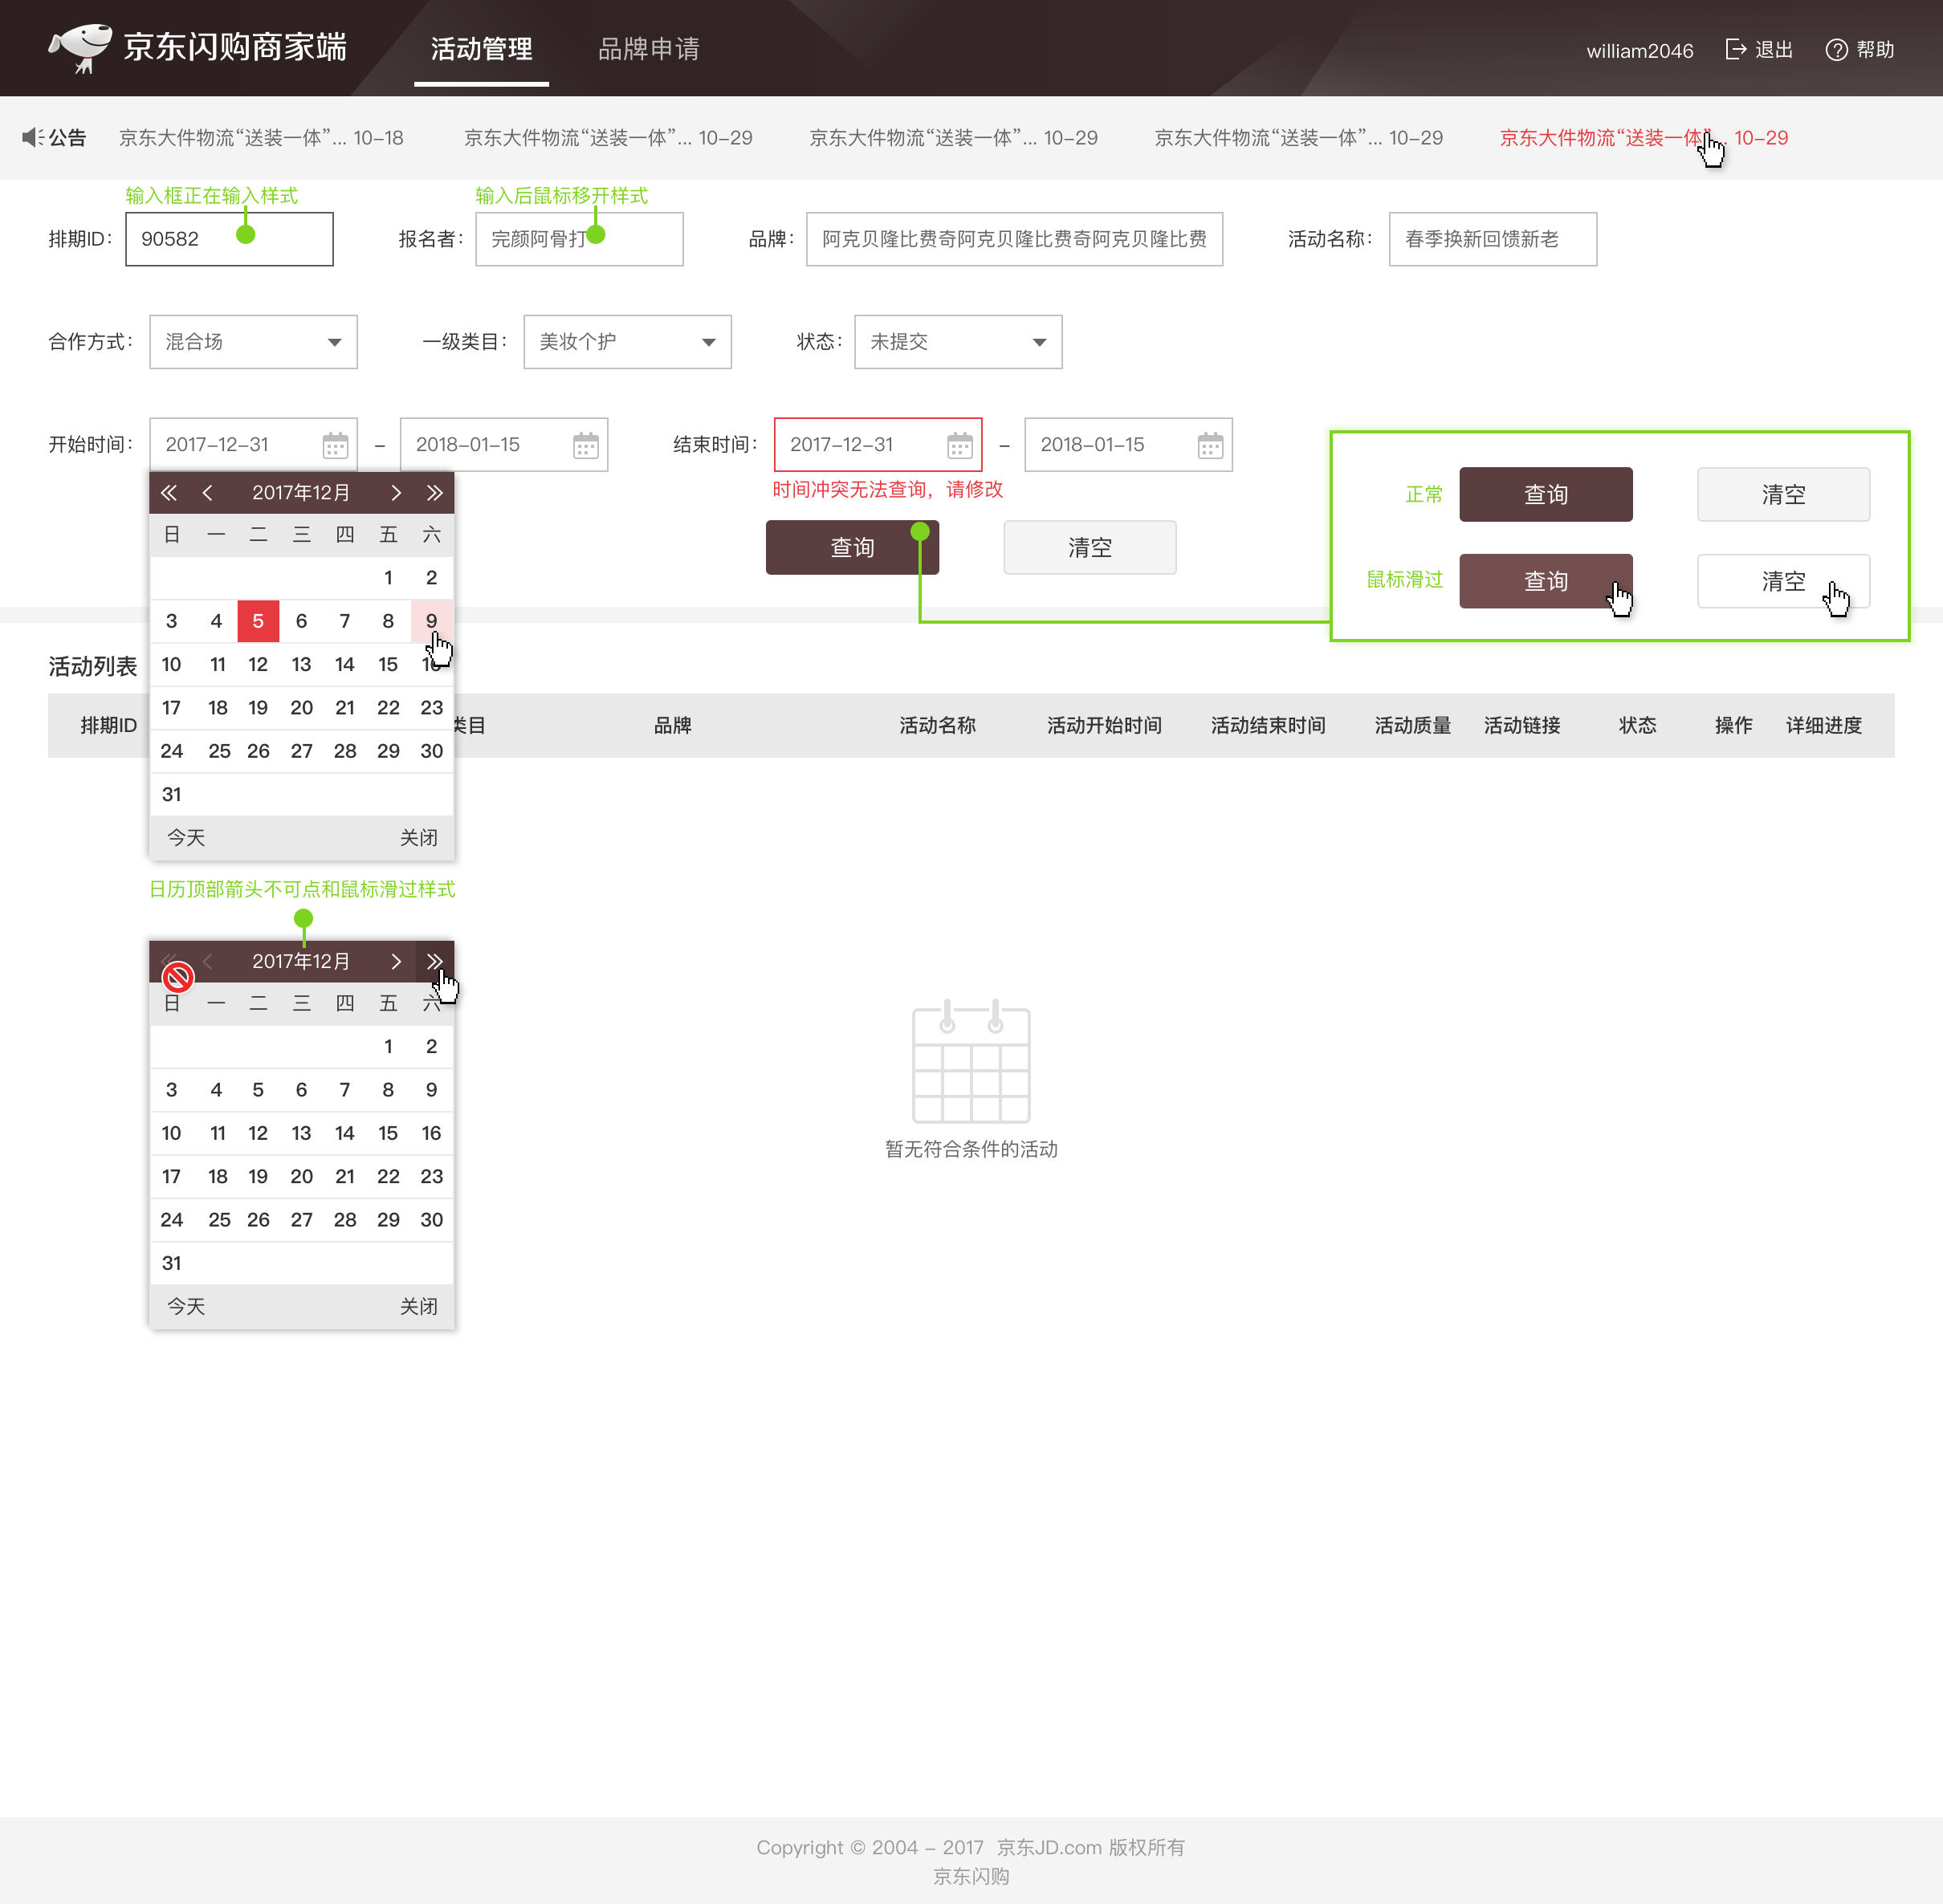 京东闪购商家端 活动管理 品牌申请 william2046 退出 帮助
公告 京东大件物流“送装一体”... 10-18 京东大件物流“送装一体”... 10-29 京东大件物流“送装一体”... 10-29 京东大件物流“送装一体”... 10-29 京东大件物流“送装一体”... 10-29
输入框正在输入样式 输入后鼠标移开样式
排期ID： 90582 报名者： 完颜阿骨打 品牌： 阿克贝隆比费奇阿克贝隆比费奇阿克贝隆比费 活动名称： 春季换新回馈新老
合作方式： 混合场 一级类目： 美妆个护 状态： 未提交
开始时间： 2017-12-31 - 2018-01-15 结束时间： 2017-12-31 - 2018-01-15
时间冲突无法查询，请修改
查询 清空
正常 查询 清空
鼠标滑过 查询 清空
2017年12月
日 一 二 三 四 五 六
1 2
3 4 5 6 7 8 9
10 11 12 13 14 15 16
17 18 19 20 21 22 23
24 25 26 27 28 29 30
31
今天 关闭
活动列表
排期ID 类目 品牌 活动名称 活动开始时间 活动结束时间 活动质量 活动链接 状态 操作 详细进度
日历顶部箭头不可点和鼠标滑过样式
2017年12月
日 一 二 三 四 五 六
1 2
3 4 5 6 7 8 9
10 11 12 13 14 15 16
17 18 19 20 21 22 23
24 25 26 27 28 29 30
31
今天 关闭
暂无符合条件的活动
Copyright © 2004 - 2017 京东JD.com 版权所有
京东闪购